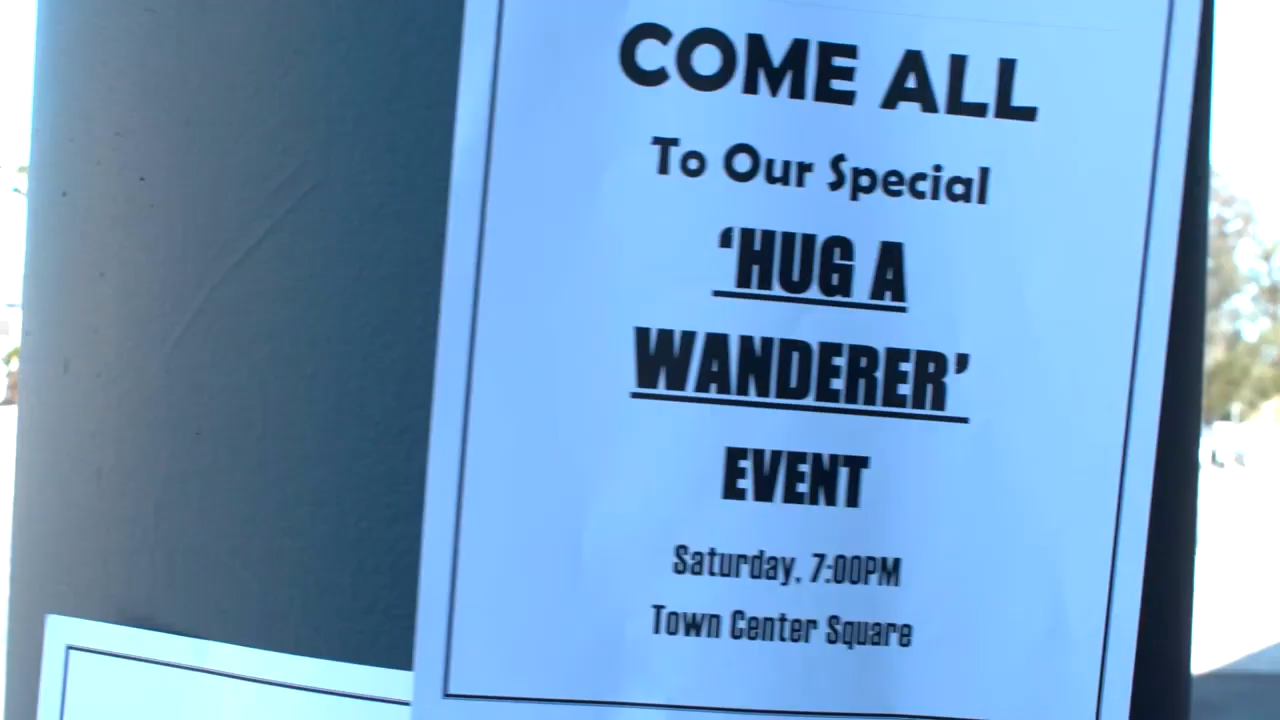 COME ALL
To Our Special
‘HUG A
WANDERER’
EVENT
Saturday, 7:00PM
Town Center Square